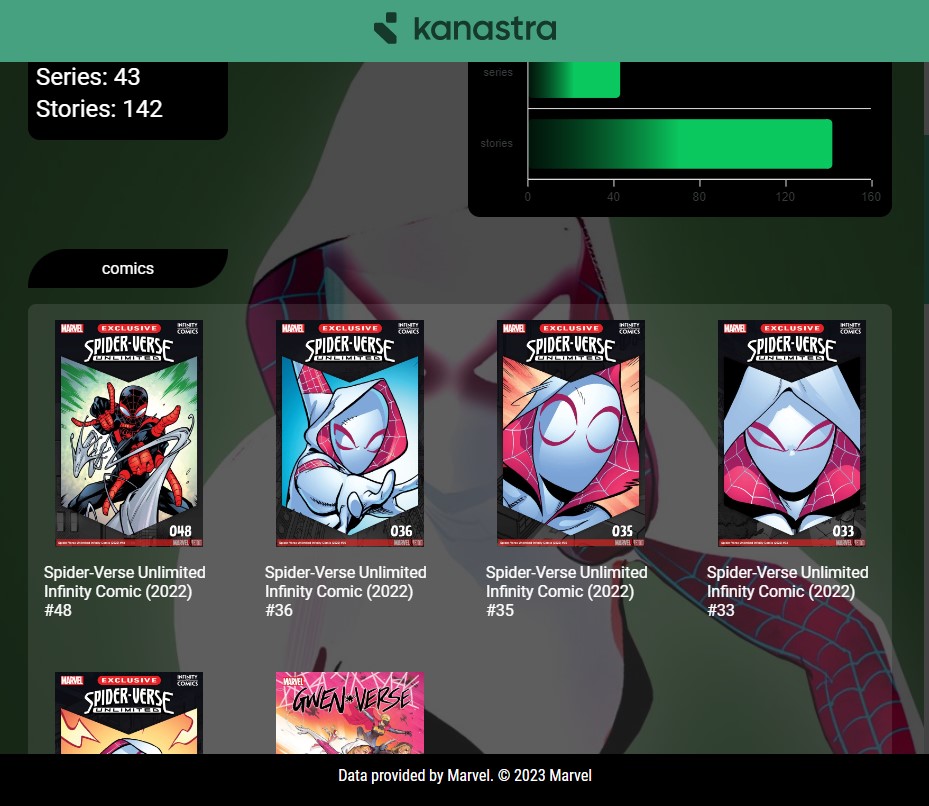 kanastra
Series: 43
Stories: 142
series
stories
0 40 80 120 160
comics
MARVEL EXCLUSIVE INFINITY COMICS
SPIDER-VERSE
UNLIMITED
048
MARVEL
Spider-Verse Unlimited
Infinity Comic (2022)
#48
MARVEL EXCLUSIVE INFINITY COMICS
SPIDER-VERSE
UNLIMITED
036
MARVEL
Spider-Verse Unlimited
Infinity Comic (2022)
#36
MARVEL EXCLUSIVE INFINITY COMICS
SPIDER-VERSE
UNLIMITED
035
MARVEL
Spider-Verse Unlimited
Infinity Comic (2022)
#35
MARVEL EXCLUSIVE INFINITY COMICS
SPIDER-VERSE
UNLIMITED
033
MARVEL
Spider-Verse Unlimited
Infinity Comic (2022)
#33
MARVEL EXCLUSIVE INFINITY COMICS
SPIDER-VERSE
UNLIMITED
MARVEL
GWEN-VERSE
Data provided by Marvel. © 2023 Marvel